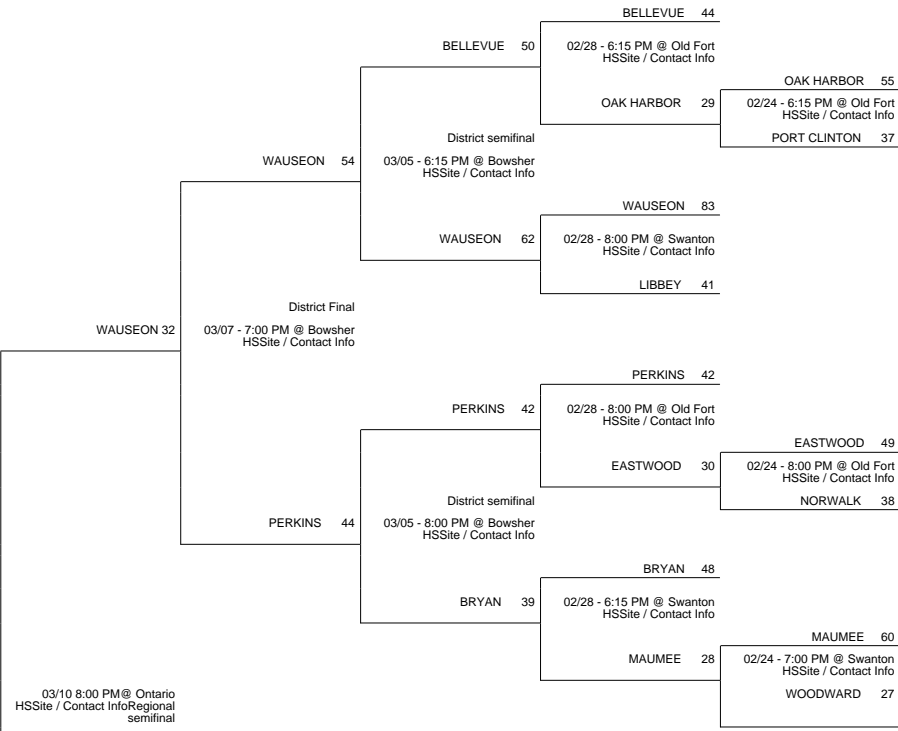 BELLEVUE 44
BELLEVUE 50
02/28 - 6:15 PM @ Old Fort
HSSite / Contact Info
OAK HARBOR 55
OAK HARBOR 29
02/24 - 6:15 PM @ Old Fort
HSSite / Contact Info
PORT CLINTON 37
District semifinal
WAUSEON 54
03/05 - 6:15 PM @ Bowsher
HSSite / Contact Info
WAUSEON 83
WAUSEON 62
02/28 - 8:00 PM @ Swanton
HSSite / Contact Info
LIBBEY 41
District Final
WAUSEON 32
03/07 - 7:00 PM @ Bowsher
HSSite / Contact Info
PERKINS 42
PERKINS 42
02/28 - 8:00 PM @ Old Fort
HSSite / Contact Info
EASTWOOD 49
EASTWOOD 30
02/24 - 8:00 PM @ Old Fort
HSSite / Contact Info
NORWALK 38
District semifinal
PERKINS 44
03/05 - 8:00 PM @ Bowsher
HSSite / Contact Info
BRYAN 48
BRYAN 39
02/28 - 6:15 PM @ Swanton
HSSite / Contact Info
MAUMEE 60
MAUMEE 28
02/24 - 7:00 PM @ Swanton
HSSite / Contact Info
WOODWARD 27
03/10 8:00 PM@ Ontario
HSSite / Contact InfoRegional
semifinal